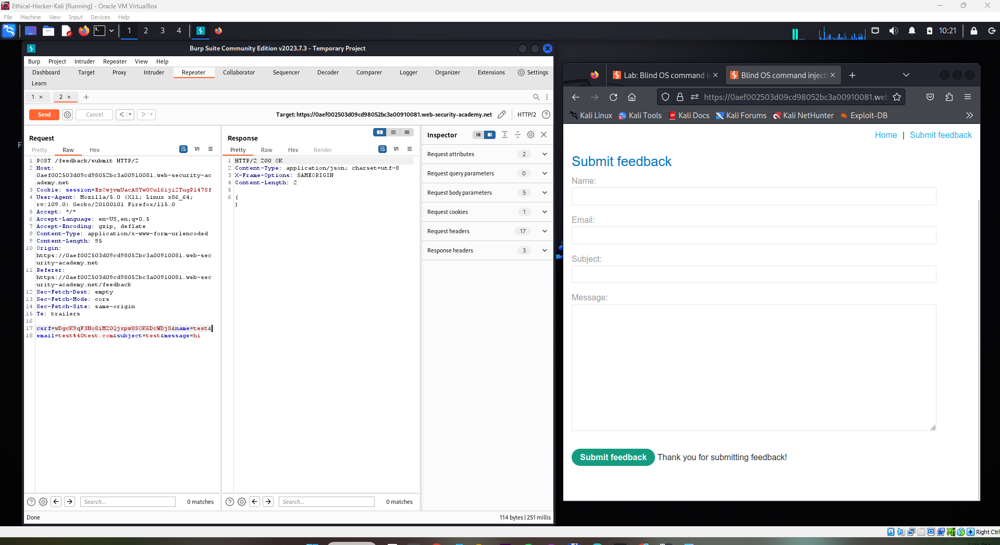 Ethical-Hacker-Kali [Running] - Oracle VM VirtualBox
File Machine View Input Devices Help
1 2 3 4 10:21
Burp Suite Community Edition v2023.7.3 - Temporary Project
Burp Project Intruder Repeater View Help
Dashboard Target Proxy Intruder Repeater Collaborator Sequencer Decoder Comparer Logger Organizer Extensions Settings
Learn
1 × 2 × +
Send Cancel < > Target: https://0aef002503d09cd98052bc3a00910081.web-security-academy.net HTTP/2
Request
Pretty Raw Hex \n
1 POST /feedback/submit HTTP/2
2 Host:
0aef002503d09cd98052bc3a00910081.web-security-ac
ademy.net
3 Cookie: session=
4 User-Agent: Mozilla/5.0 (X11; Linux x86_64;
rv:109.0) Gecko/20100101 Firefox/115.0
5 Accept: */*
6 Accept-Language: en-US,en;q=0.5
7 Accept-Encoding: gzip, deflate
8 Content-Type: application/x-www-form-urlencoded
9 Content-Length: 95
10 Origin:
https://0aef002503d09cd98052bc3a00910081.web-sec
urity-academy.net
11 Referer:
https://0aef002503d09cd98052bc3a00910081.web-sec
urity-academy.net/feedback
12 Sec-Fetch-Dest: empty
13 Sec-Fetch-Mode: cors
14 Sec-Fetch-Site: same-origin
15 Te: trailers
16
17 &name=test&
18 email=test%40test.com&subject=test&message=hi
Search... 0 matches
Response
Pretty Raw Hex Render \n
1 HTTP/2 200 OK
2 Content-Type: application/json; charset=utf-8
3 X-Frame-Options: SAMEORIGIN
4 Content-Length: 2
5
6 {
}
Search... 0 matches
Inspector
Request attributes 2
Request query parameters 0
Request body parameters 5
Request cookies 1
Request headers 17
Response headers 3
Done 114 bytes | 251 millis
Lab: Blind OS command i × Blind OS command inject × +
https://0aef002503d09cd98052bc3a00910081.web
Kali Linux Kali Tools Kali Docs Kali Forums Kali NetHunter Exploit-DB
Home | Submit feedback
Submit feedback
Name:
Email:
Subject:
Message:
Submit feedback Thank you for submitting feedback!
F
Right Ctrl